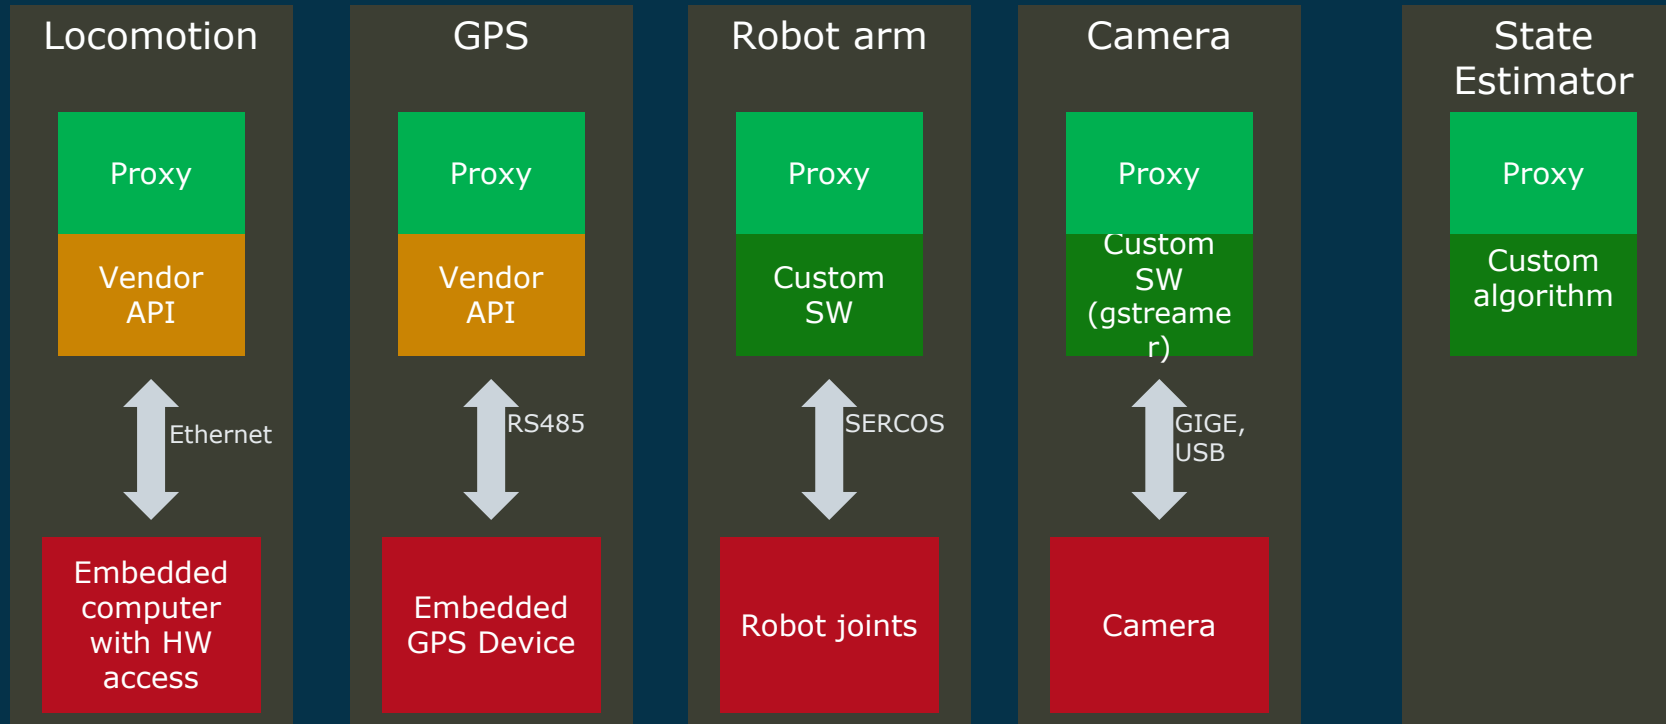 Locomotion
Proxy
Vendor
API
Ethernet
Embedded
computer
with HW
access
GPS
Proxy
Vendor
API
RS485
Embedded
GPS Device
Robot arm
Proxy
Custom
SW
SERCOS
Robot joints
Camera
Proxy
Custom
SW
(gstreame
r)
GIGE,
USB
Camera
State
Estimator
Proxy
Custom
algorithm